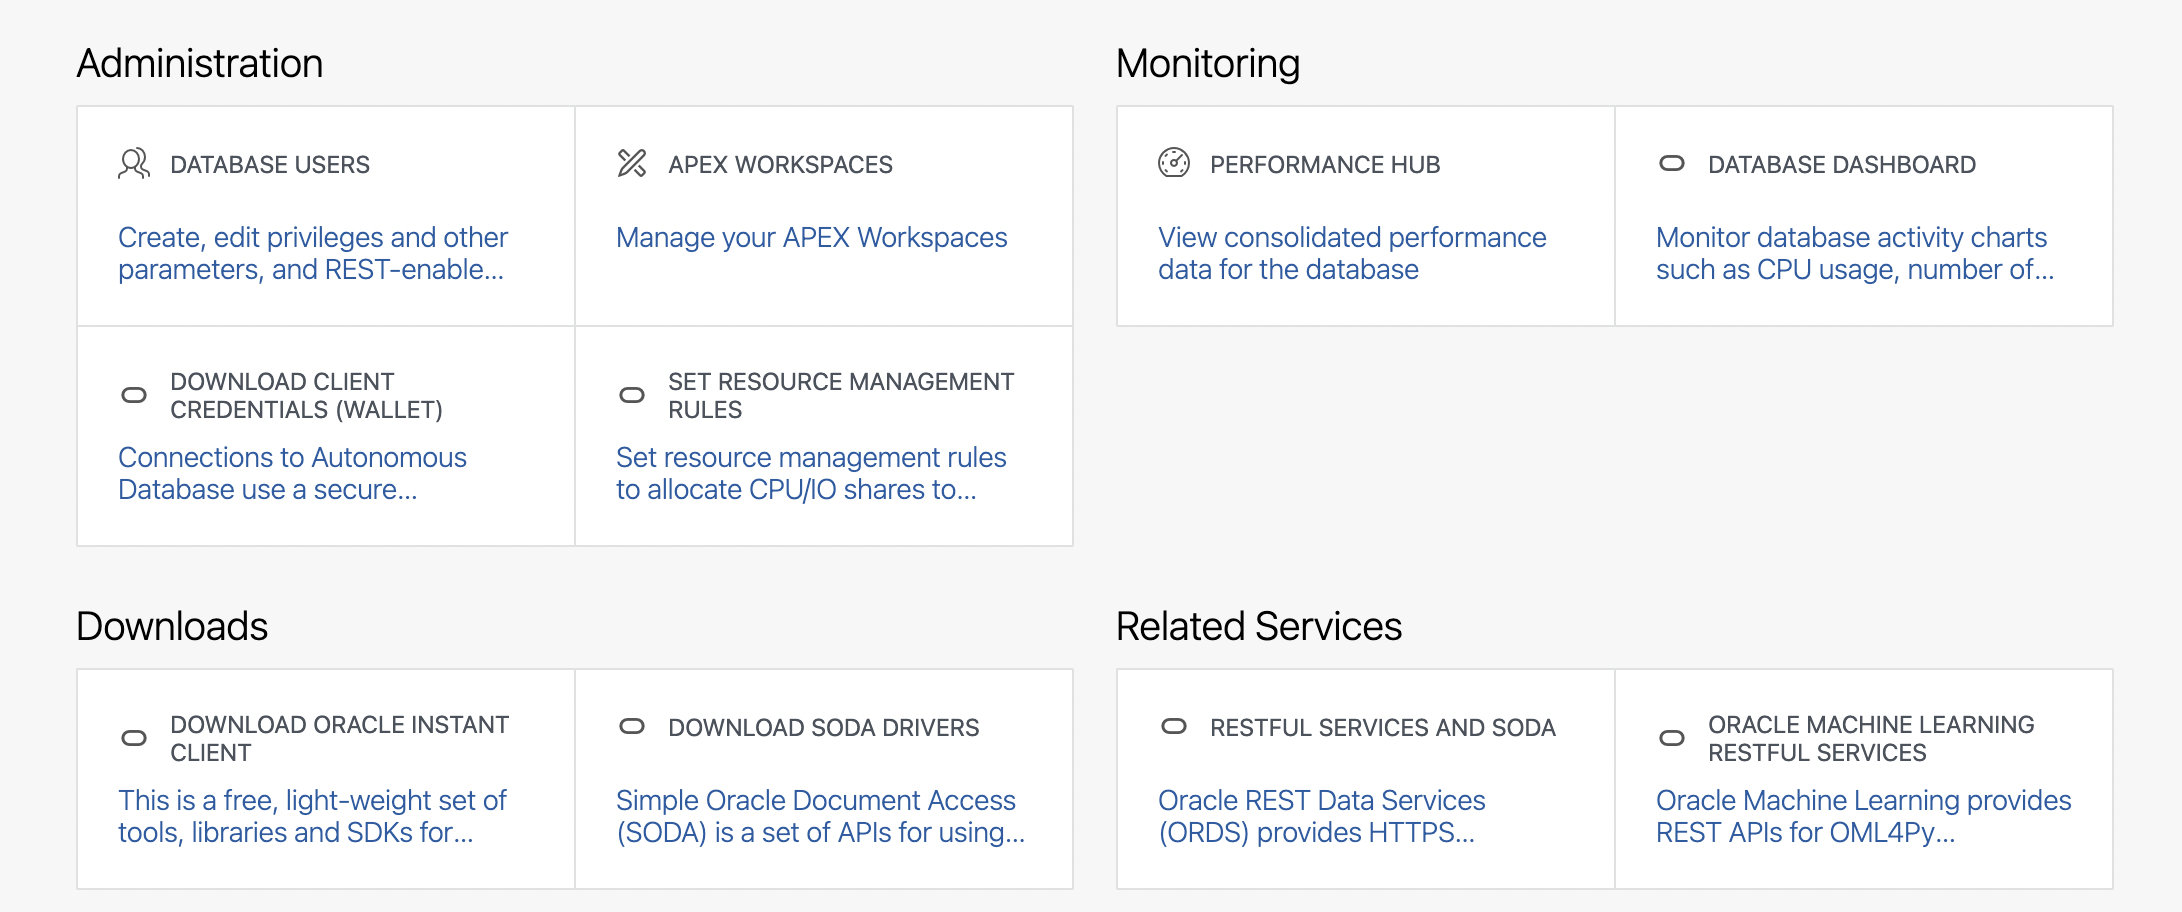 Administration
DATABASE USERS
Create, edit privileges and other
parameters, and REST-enable...
APEX WORKSPACES
Manage your APEX Workspaces
DOWNLOAD CLIENT
CREDENTIALS (WALLET)
Connections to Autonomous
Database use a secure...
SET RESOURCE MANAGEMENT
RULES
Set resource management rules
to allocate CPU/IO shares to...
Monitoring
PERFORMANCE HUB
View consolidated performance
data for the database
DATABASE DASHBOARD
Monitor database activity charts
such as CPU usage, number of...
Downloads
DOWNLOAD ORACLE INSTANT
CLIENT
This is a free, light-weight set of
tools, libraries and SDKs for...
DOWNLOAD SODA DRIVERS
Simple Oracle Document Access
(SODA) is a set of APIs for using...
Related Services
RESTFUL SERVICES AND SODA
Oracle REST Data Services
(ORDS) provides HTTPS...
ORACLE MACHINE LEARNING
RESTFUL SERVICES
Oracle Machine Learning provides
REST APIs for OML4Py...